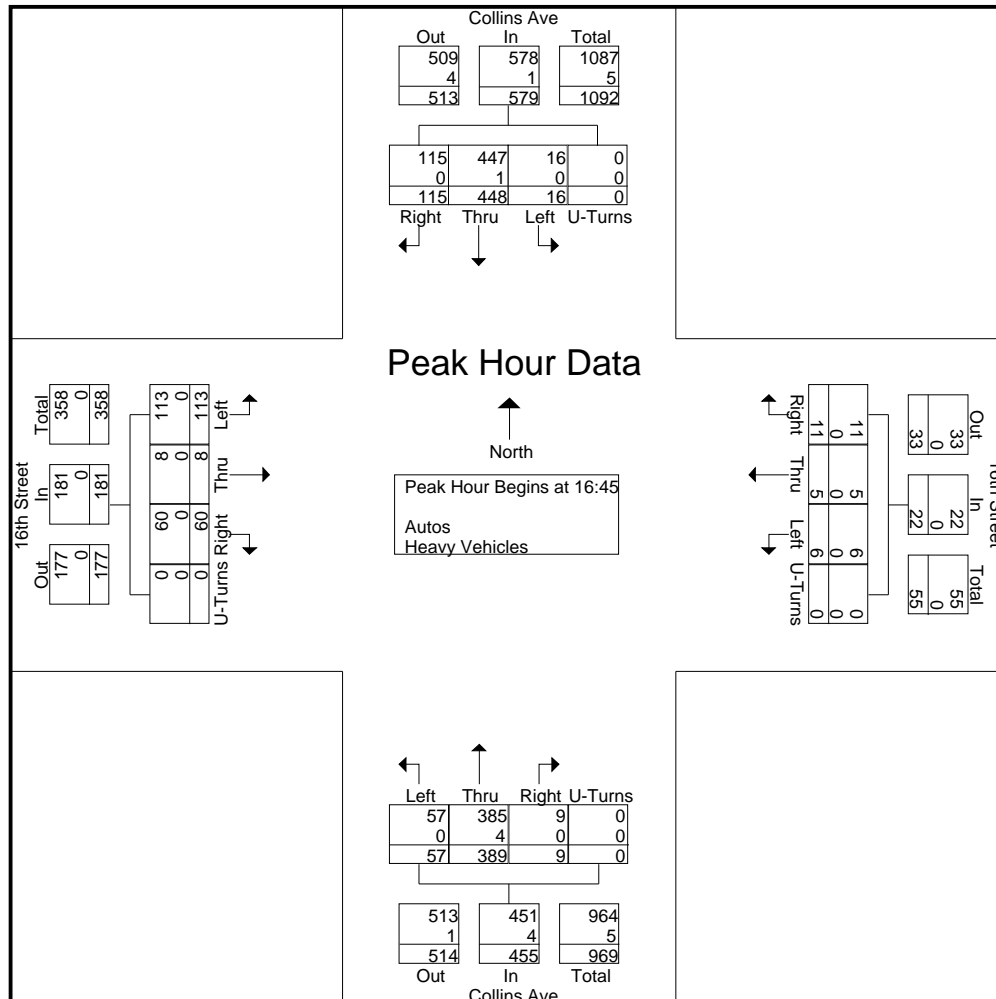 Collins Ave
Out In Total
509 578 1087
4 1 5
513 579 1092
115 447 16 0
0 1 0 0
115 448 16 0
Right Thru Left U-Turns
Peak Hour Data
North
Peak Hour Begins at 16:45
Autos
Heavy Vehicles
16th Street
Out In Total
177 181 358
0 0 0
177 181 358
U-Turns Right Thru Left
0 60 8 113
0 0 0 0
0 60 8 113
Out In Total
33 22 55
0 0 0
33 22 55
11 5 6 0
0 0 0 0
11 5 6 0
Right Thru Left U-Turns
Left Thru Right U-Turns
57 385 9 0
0 4 0 0
57 389 9 0
513 451 964
1 4 5
514 455 969
Out In Total
Collins Ave